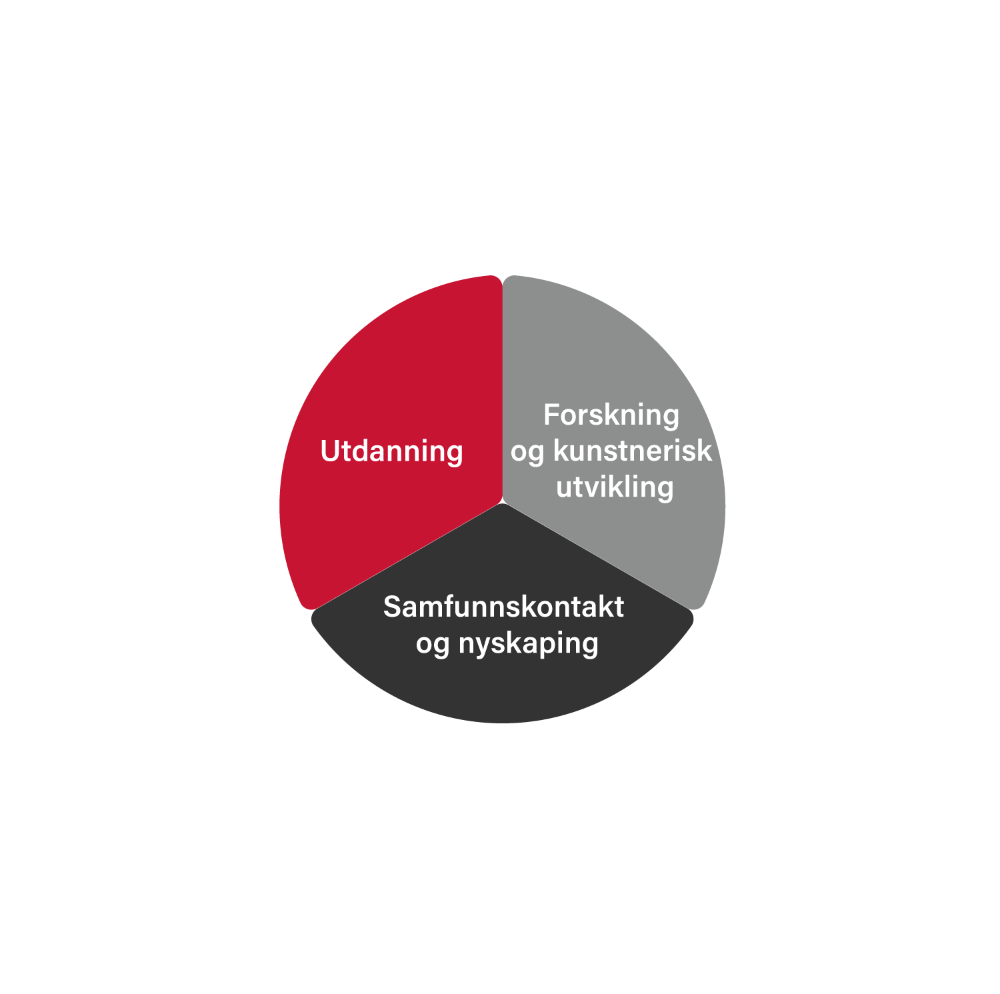 Utdanning
Forskning
og kunstnerisk
utvikling
Samfunnskontakt
og nyskaping